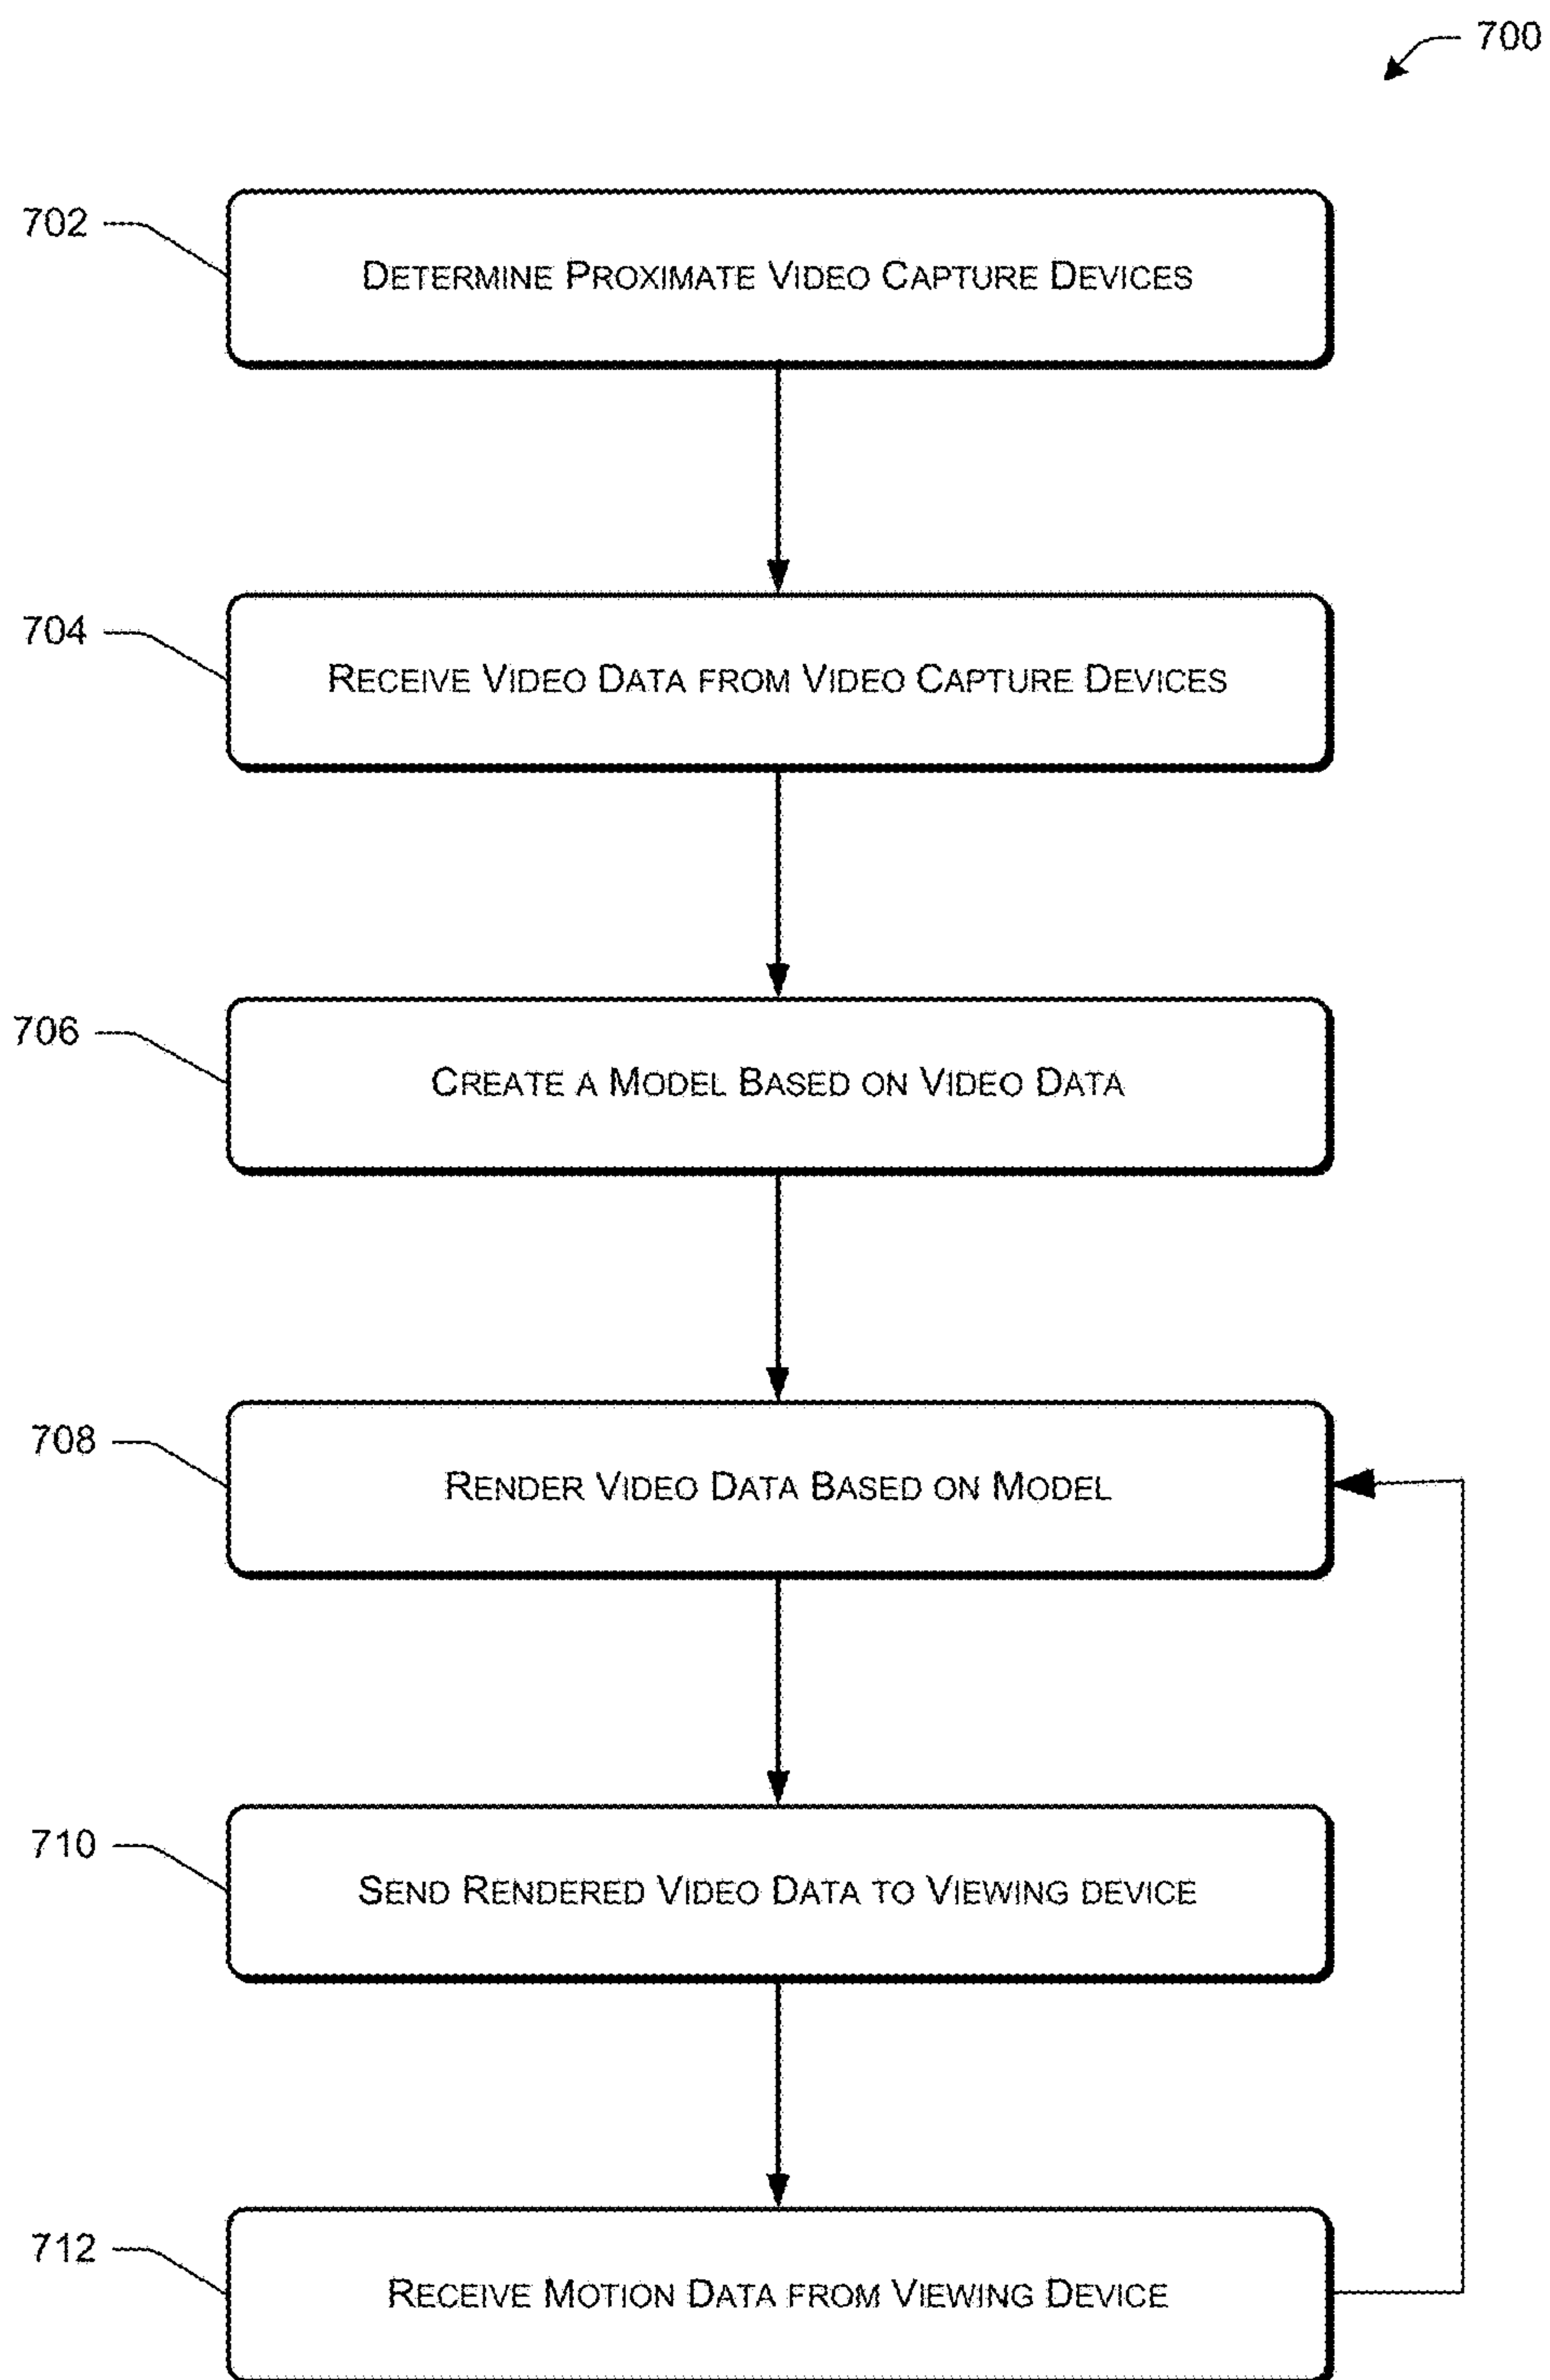 700
702
DETERMINE PROXIMATE VIDEO CAPTURE DEVICES
704
RECEIVE VIDEO DATA FROM VIDEO CAPTURE DEVICES
706
CREATE A MODEL BASED ON VIDEO DATA
708
RENDER VIDEO DATA BASED ON MODEL
710
SEND RENDERED VIDEO DATA TO VIEWING DEVICE
712
RECEIVE MOTION DATA FROM VIEWING DEVICE